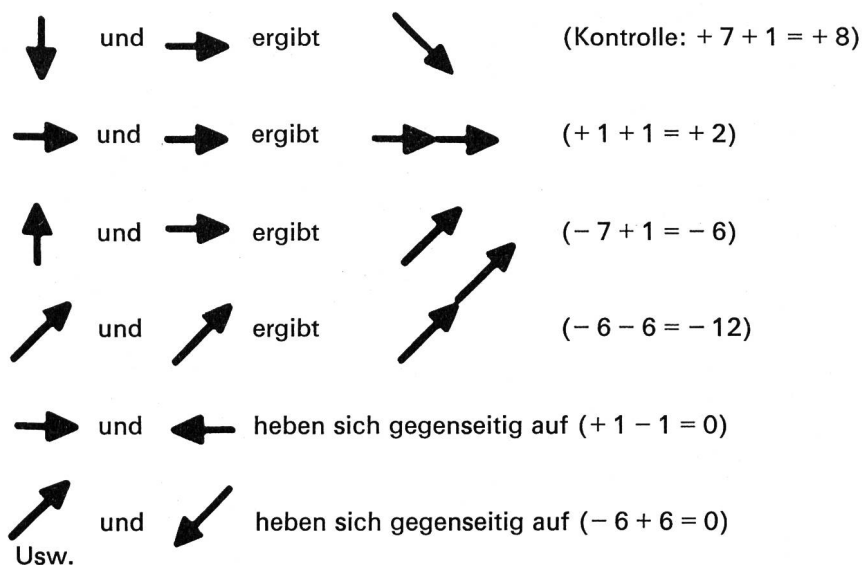 und ergibt (Kontrolle: + 7 + 1 = + 8)
und ergibt (+ 1 + 1 = + 2)
und ergibt (− 7 + 1 = − 6)
und ergibt (− 6 − 6 = − 12)
und heben sich gegenseitig auf (+ 1 − 1 = 0)
und heben sich gegenseitig auf (− 6 + 6 = 0)
Usw.